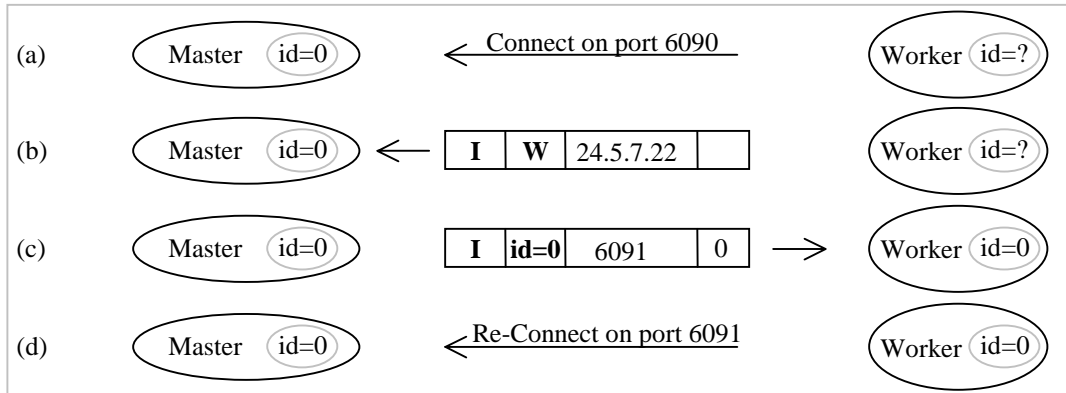 (a) Master id=0 Connect on port 6090 Worker id=?
(b) Master id=0 I W 24.5.7.22 Worker id=?
(c) Master id=0 I id=0 6091 0 Worker id=0
(d) Master id=0 Re-Connect on port 6091 Worker id=0